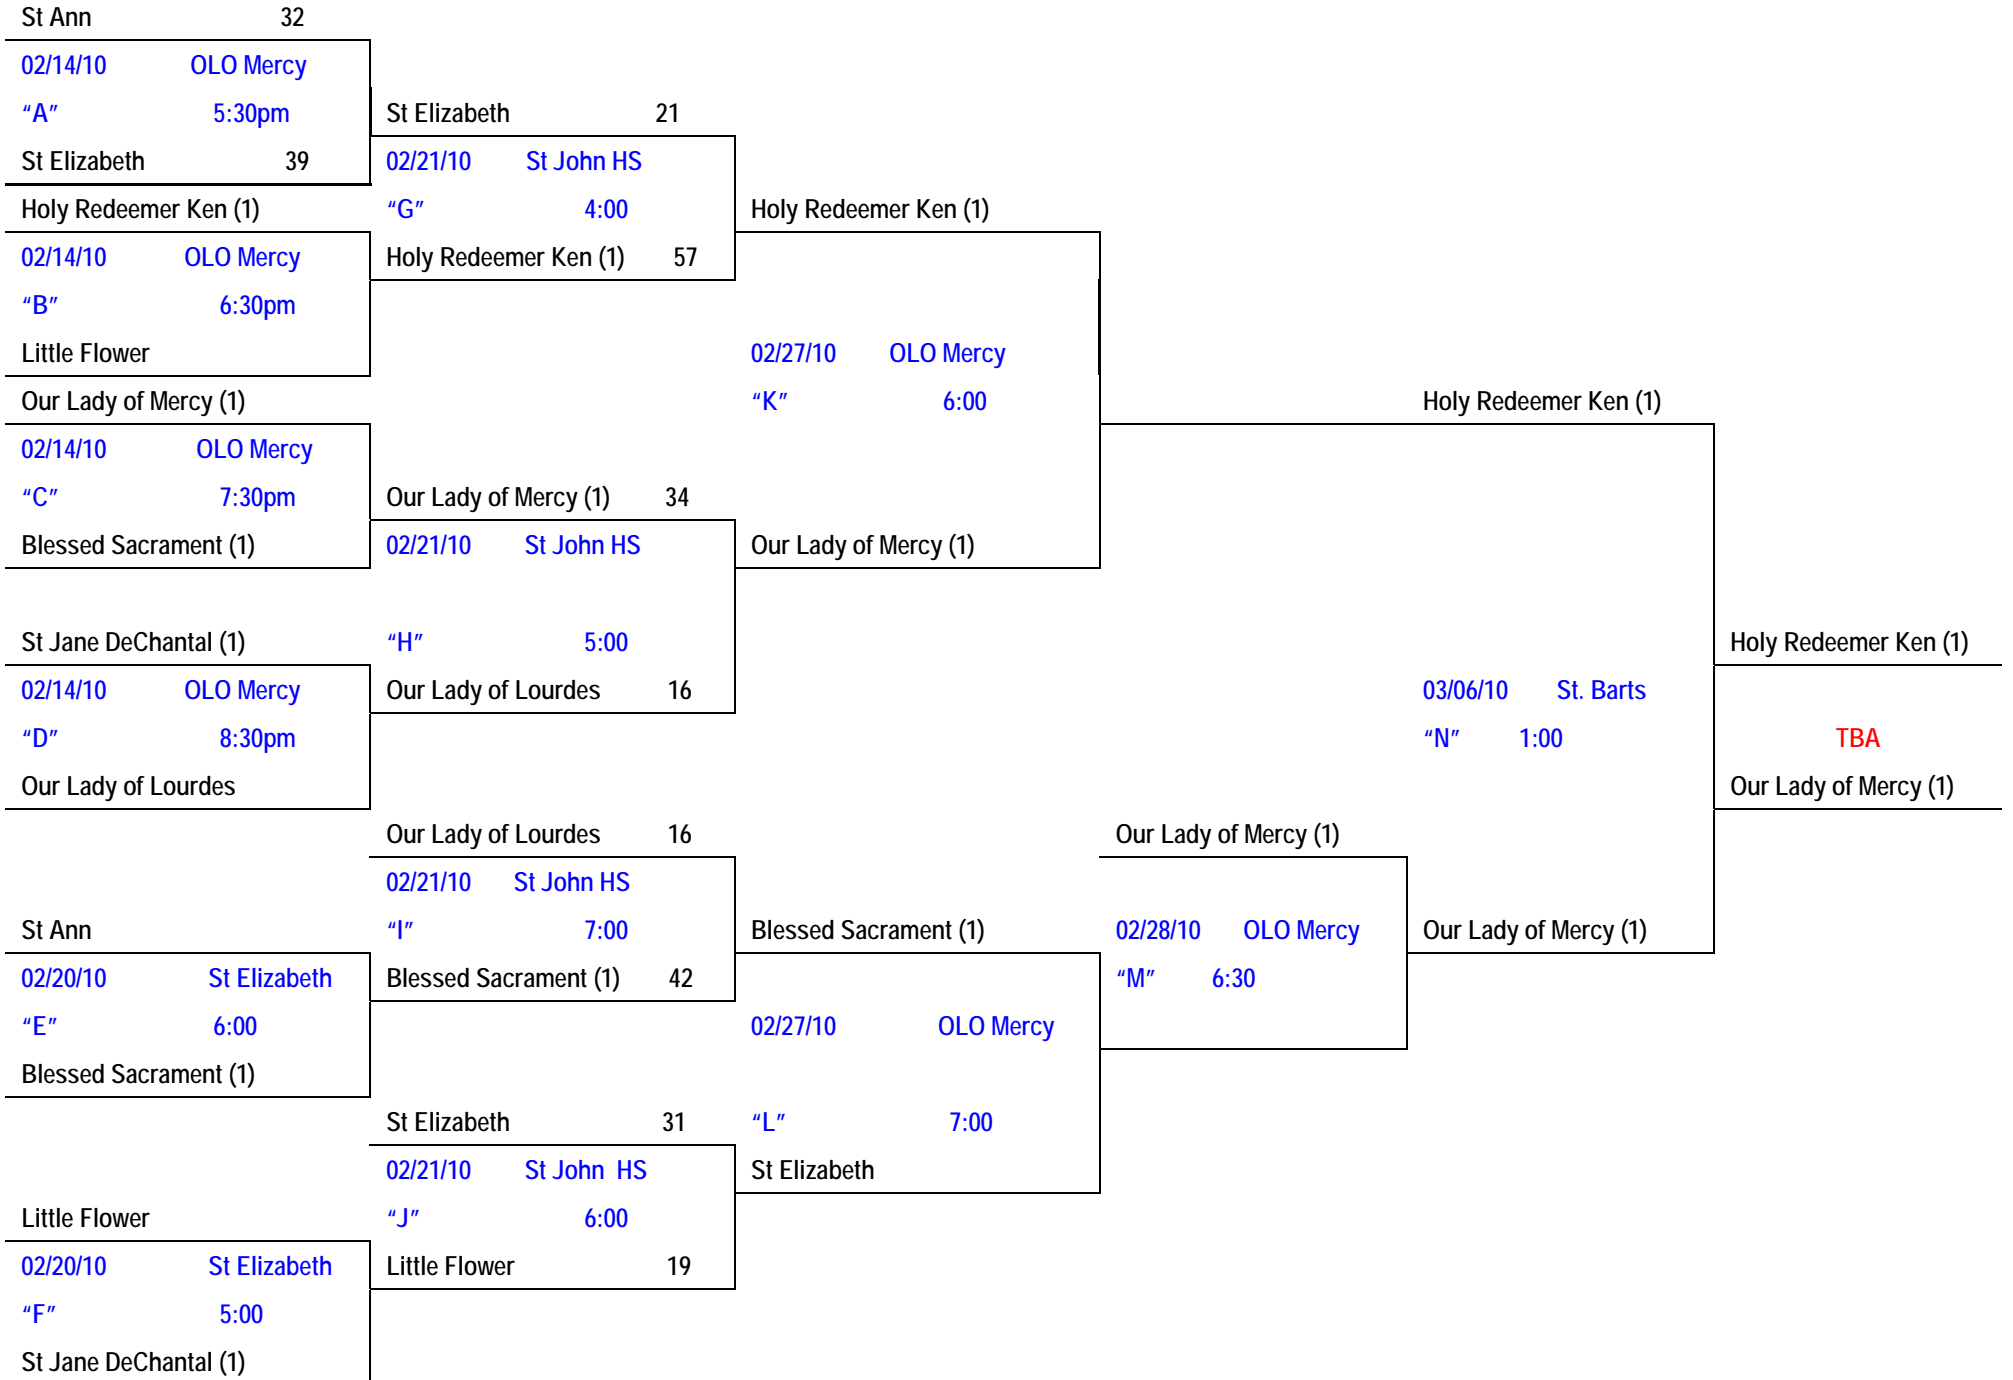 St Ann 32
02/14/10 OLO Mercy
“A” 5:30pm
St Elizabeth 39
Holy Redeemer Ken (1)
02/14/10 OLO Mercy
“B” 6:30pm
Little Flower
Our Lady of Mercy (1)
02/14/10 OLO Mercy
“C” 7:30pm
Blessed Sacrament (1)
St Jane DeChantal (1)
02/14/10 OLO Mercy
“D” 8:30pm
Our Lady of Lourdes
St Ann
02/20/10 St Elizabeth
“E” 6:00
Blessed Sacrament (1)
Little Flower
02/20/10 St Elizabeth
“F” 5:00
St Jane DeChantal (1)
St Elizabeth 21
02/21/10 St John HS
“G” 4:00
Holy Redeemer Ken (1) 57
Our Lady of Mercy (1) 34
02/21/10 St John HS
“H” 5:00
Our Lady of Lourdes 16
Our Lady of Lourdes 16
02/21/10 St John HS
“I” 7:00
Blessed Sacrament (1) 42
St Elizabeth 31
02/21/10 St John HS
“J” 6:00
Little Flower 19
Holy Redeemer Ken (1)
02/27/10 OLO Mercy
“K” 6:00
Our Lady of Mercy (1)
Blessed Sacrament (1)
02/27/10 OLO Mercy
“L” 7:00
St Elizabeth
Our Lady of Mercy (1)
02/28/10 OLO Mercy
“M” 6:30
Holy Redeemer Ken (1)
03/06/10 St. Barts
“N” 1:00
Our Lady of Mercy (1)
Holy Redeemer Ken (1)
TBA
Our Lady of Mercy (1)